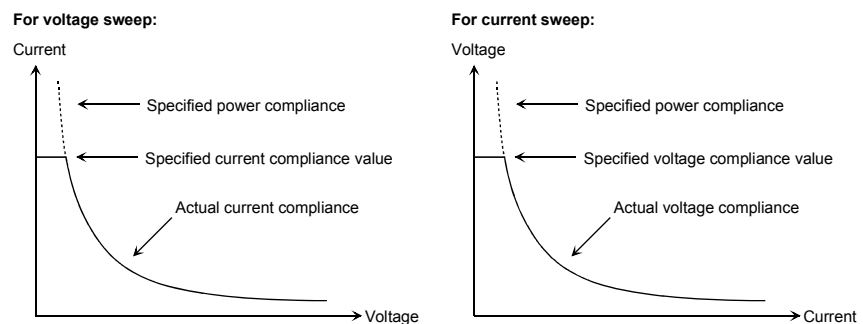 For voltage sweep:
Current
Specified power compliance
Specified current compliance value
Actual current compliance
Voltage
For current sweep:
Voltage
Specified power compliance
Specified voltage compliance value
Actual voltage compliance
Current